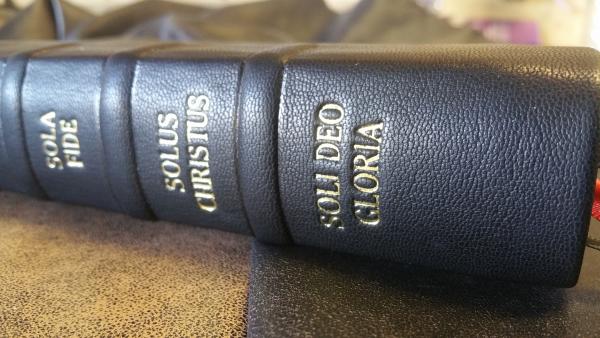 SOLA
FIDE
SOLUS
CHRISTUS
SOLI DEO
GLORIA